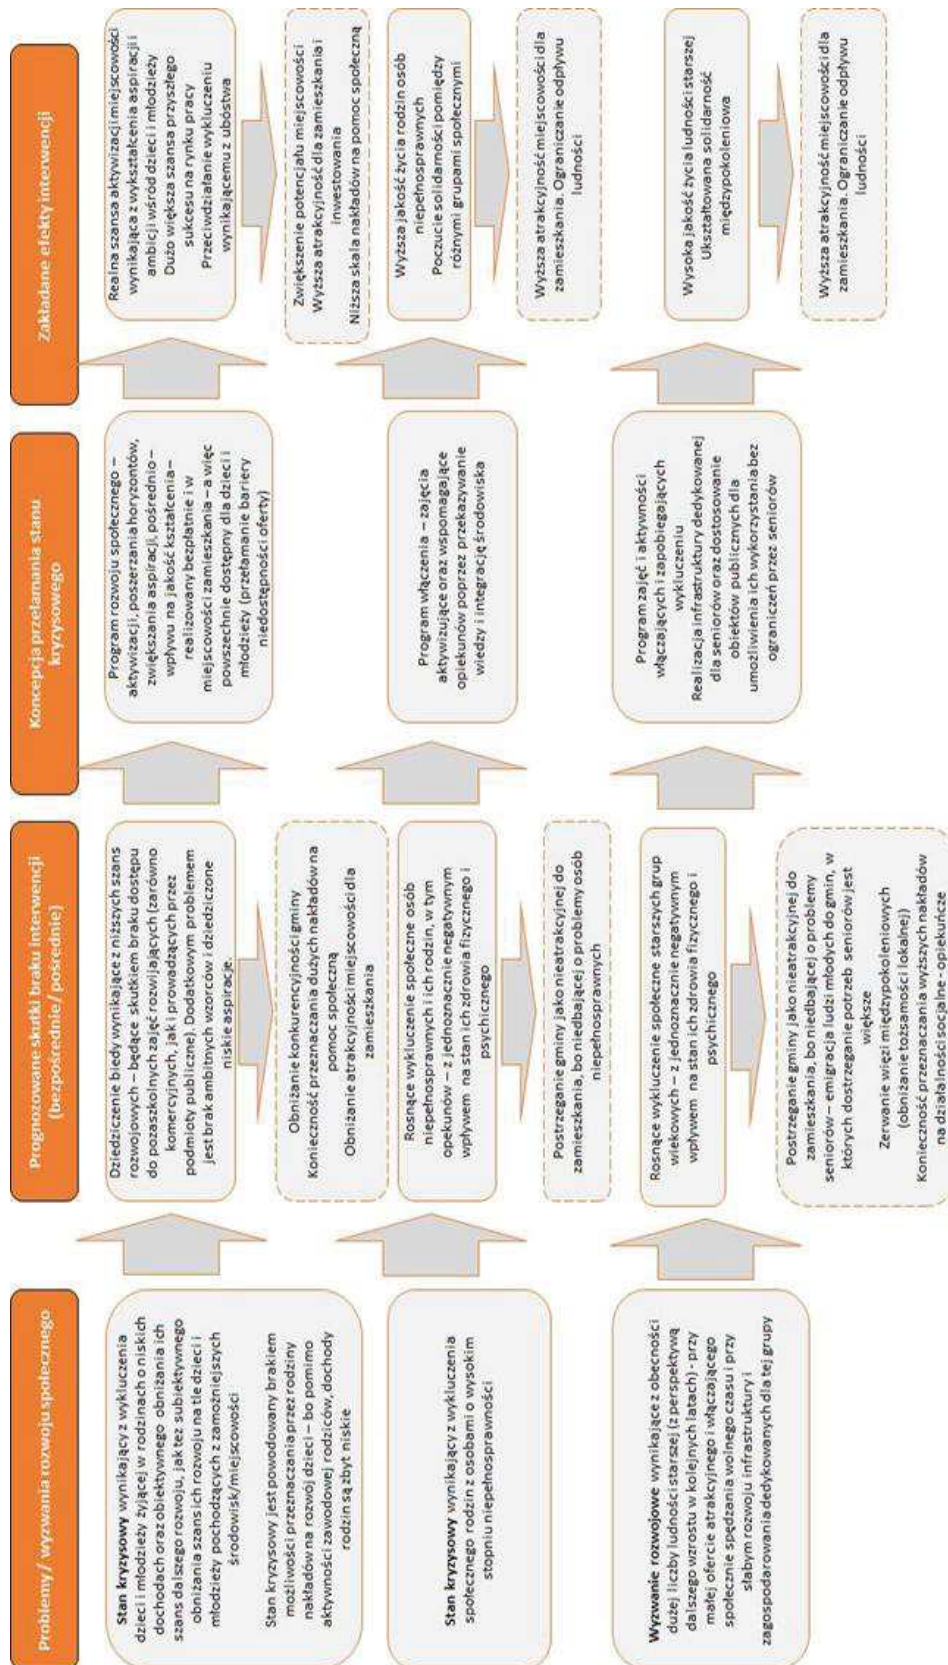 Problemy/ wyzwania rozwoju społecznego
Stan kryzysowy wynikający z wykluczenia
dzieci i młodzieży żyjącej w rodzinach o niskich
dochodach oraz obiektywnego obniżania ich
szans dalszego rozwoju, jak też subiektywnego
obniżania szans ich rozwoju na tle dzieci i
młodzieży pochodzących z zamożniejszych
środowisk/miejscowości
Stan kryzysowy jest powodowany brakiem
możliwości przeznaczania przez rodziny
nakładów na rozwój dzieci – bo pomimo
aktywności zawodowej rodziców, dochody
rodzin są zbyt niskie
Stan kryzysowy wynikający z wykluczenia
społecznego rodzin z osobami o wysokim
stopniu niepełnosprawności
Wyzwanie rozwojowe wynikające z obecności
dużej liczby ludności starszej (z perspektywą
dalszego wzrostu w kolejnych latach) - przy
małej ofercie atrakcyjnego i włączającego
społecznie spędzania wolnego czasu i przy
słabym rozwoju infrastruktury i
zagospodarowania dedykowanych dla tej grupy
Prognozowane skutki braku interwencji
(bezpośrednie/ pośrednie)
Dziedziczenie biedy wynikające z niższych szans
rozwojowych – będące skutkiem braku dostępu
do pozaszkolnych zajęć rozwijających (zarówno
komercyjnych, jak i prowadzących przez
podmioty publiczne). Dodatkowym problemem
jest brak ambitnych wzorców i dziedziczone
niskie aspiracje.
Obniżanie konkurencyjności gminy
Konieczność przeznaczania dużych nakładów na
pomoc społeczną
Obniżanie atrakcyjności miejscowości dla
zamieszkania
Rosnące wykluczenie społeczne osób
niepełnosprawnych i ich rodzin, w tym
opiekunów – z jednoznacznie negatywnym
wpływem na stan ich zdrowia fizycznego i
psychicznego
Postrzeganie gminy jako nieatrakcyjnej do
zamieszkania, bo niedbającej o problemy osób
niepełnosprawnych
Rosnące wykluczenie społeczne starszych grup
wiekowych – z jednoznacznie negatywnym
wpływem na stan ich zdrowia fizycznego i
psychicznego
Postrzeganie gminy jako nieatrakcyjnej do
zamieszkania, bo niedbającej o problemy
seniorów – emigracja ludzi młodych do gmin, w
których dostrzeganie potrzeb seniorów jest
większe
Zerwanie więzi międzypokoleniowych
(obniżanie tożsamości lokalnej)
Konieczność przeznaczania wyższych nakładów
na działalności socjalne - opiekuńcze
Koncepcja przełamania stanu
kryzysowego
Program rozwoju społecznego –
aktywizacji, poszerzania horyzontów,
zwiększania aspiracji, pośrednio –
wpływu na jakość kształcenia –
realizowany bezpłatnie i w
miejscowości zamieszkania – a więc
powszechnie dostępny dla dzieci i
młodzieży (przełamanie bariery
niedostępności oferty)
Program włączenia – zajęcia
aktywizujące oraz wspomagające
opiekunów poprzez przekazywanie
wiedzy i integrację środowiska
Program zajęć i aktywności
włączających i zapobiegających
wykluczeniu
Realizacja infrastruktury dedykowanej
dla seniorów oraz dostosowanie
obiektów publicznych dla
umożliwienia ich wykorzystania bez
ograniczeń przez seniorów
Zakładane efekty interwencji
Realna szansa aktywizacji miejscowości
wynikająca z wykształcenia aspiracji i
ambicji wśród dzieci i młodzieży
Dużo większa szansa przyszłego
sukcesu na rynku pracy
Przeciwdziałanie wykluczeniu
wynikającemu z ubóstwa
Zwiększenie potencjału miejscowości
Wyższa atrakcyjność dla zamieszkania i
inwestowania
Niższa skala nakładów na pomoc społeczną
Wyższa jakość życia rodzin osób
niepełnosprawnych
Poczucie solidarności pomiędzy
różnymi grupami społecznymi
Wyższa atrakcyjność miejscowości dla
zamieszkania. Ograniczanie odpływu
ludności
Wysoka jakość życia ludności starszej
Ukształtowana solidarność
międzypokoleniowa
Wyższa atrakcyjność miejscowości dla
zamieszkania. Ograniczanie odpływu
ludności